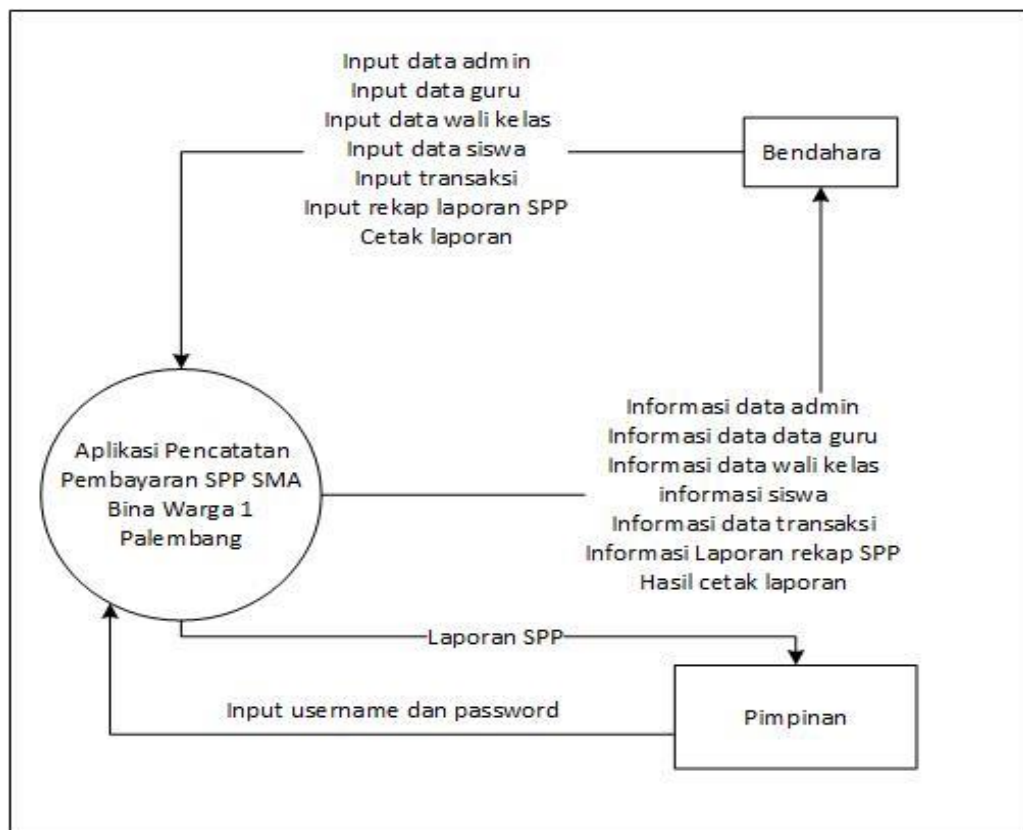 Input data admin
Input data guru
Input data wali kelas
Input data siswa
Input transaksi
Input rekap laporan SPP
Cetak laporan
Bendahara
Aplikasi Pencatatan
Pembayaran SPP SMA
Bina Warga 1
Palembang
Informasi data admin
Informasi data data guru
Informasi data wali kelas
informasi siswa
Informasi data transaksi
Informasi Laporan rekap SPP
Hasil cetak laporan
Laporan SPP
Input username dan password
Pimpinan